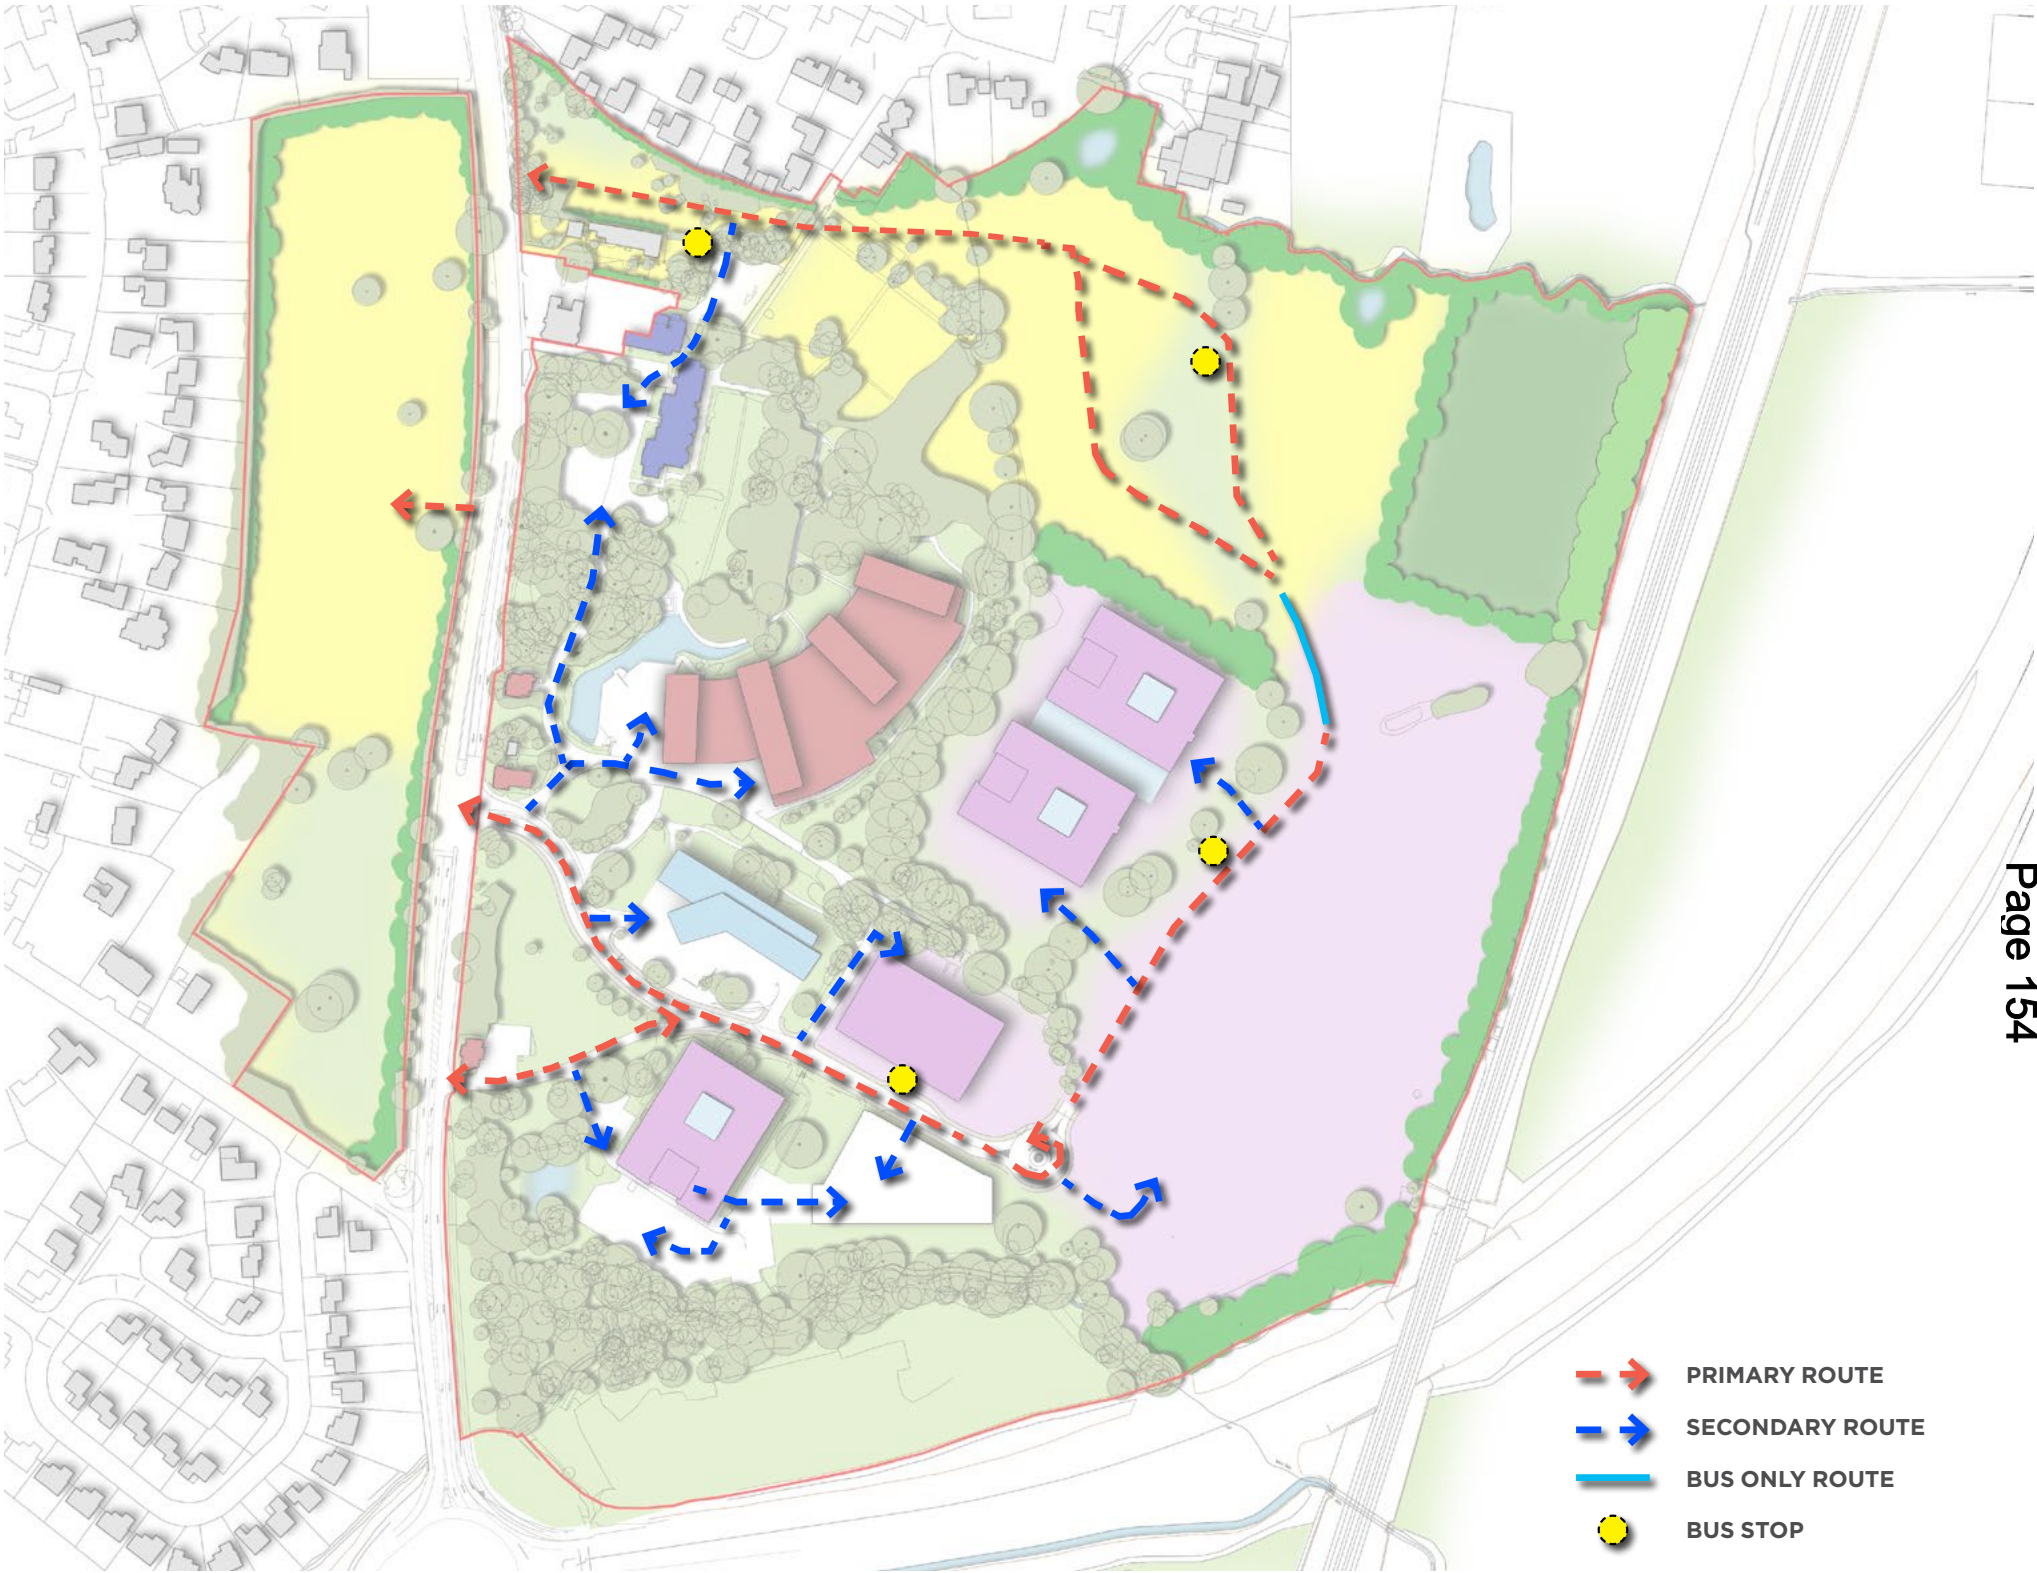 Page 154
PRIMARY ROUTE
SECONDARY ROUTE
BUS ONLY ROUTE
BUS STOP